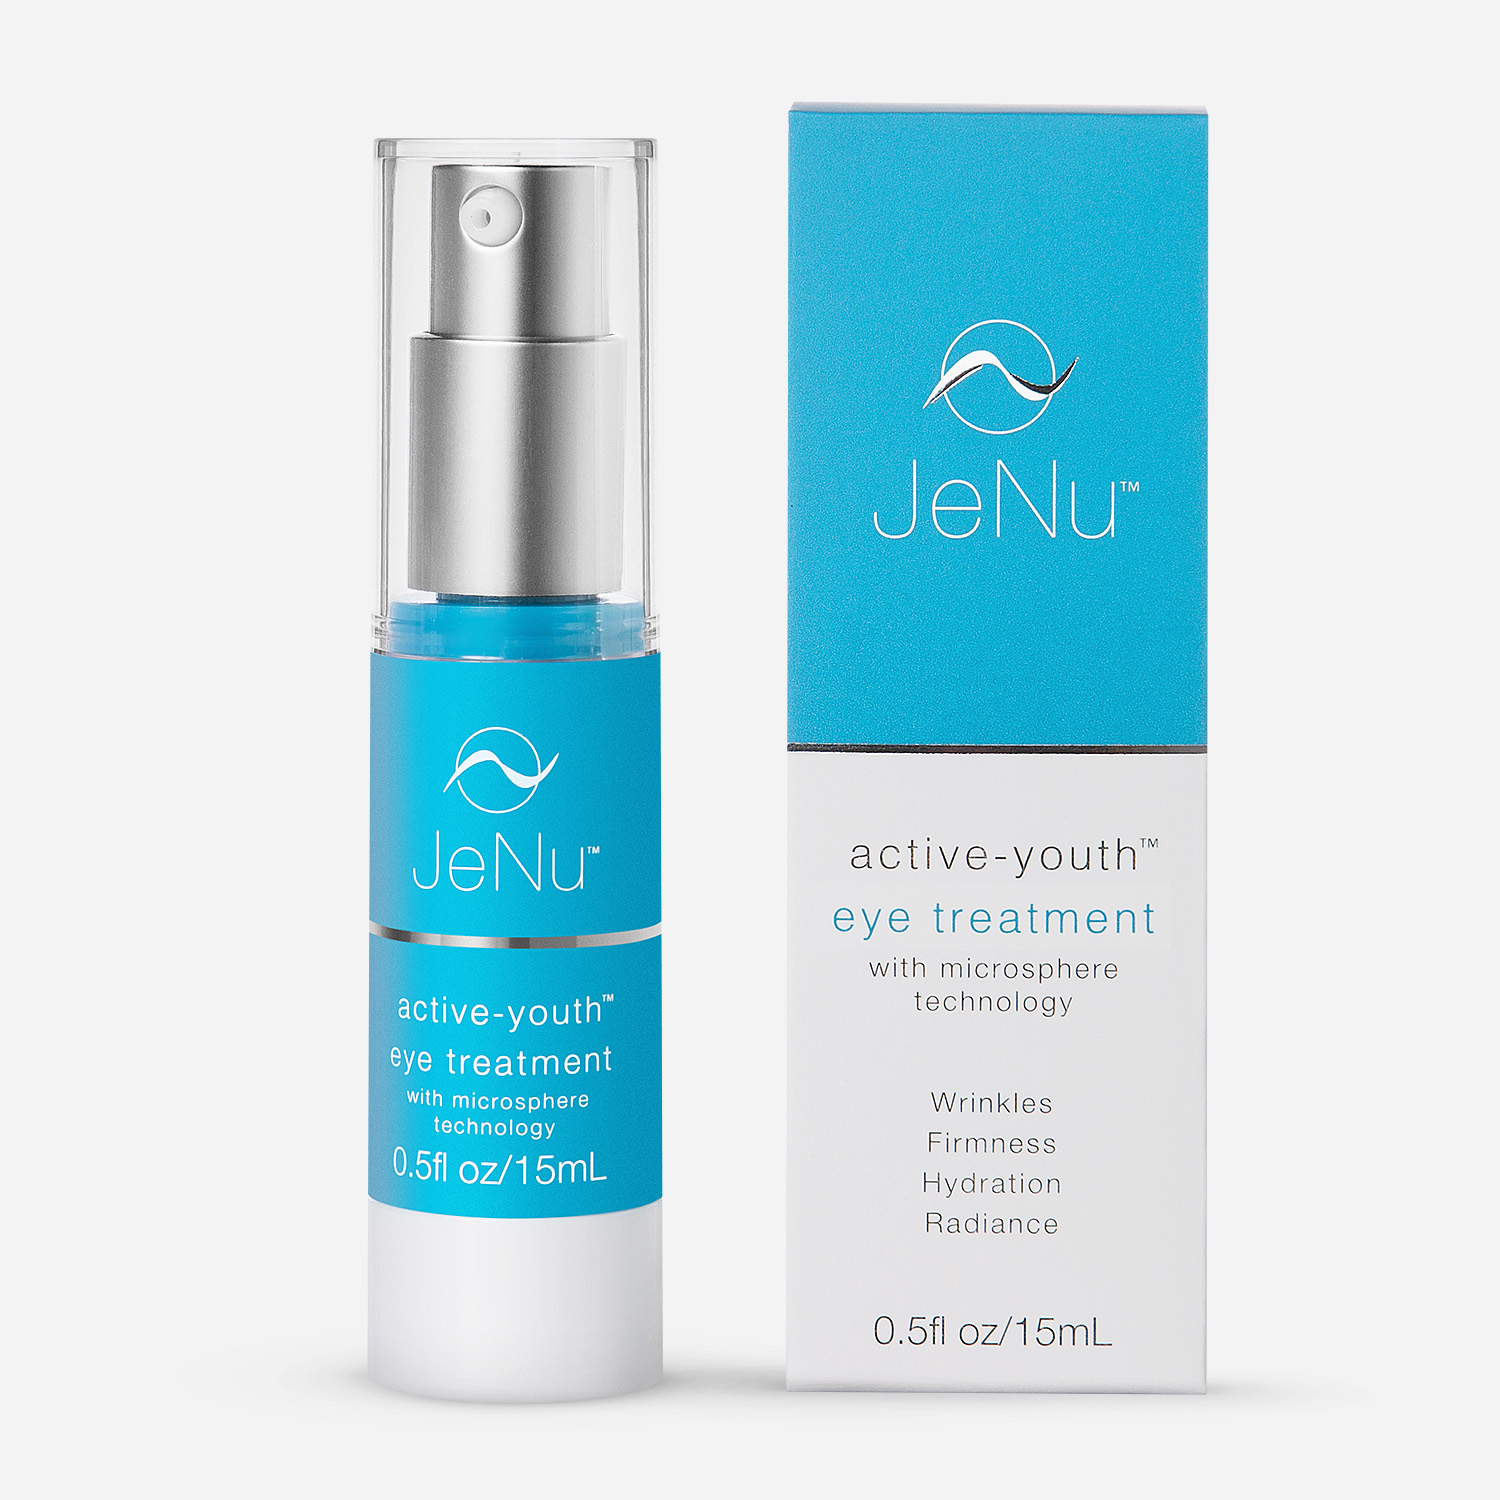 JeNu™
active-youth™
eye treatment
with microsphere
technology
0.5fl oz/15mL
JeNu™
active-youth™
eye treatment
with microsphere
technology
Wrinkles
Firmness
Hydration
Radiance
0.5fl oz/15mL